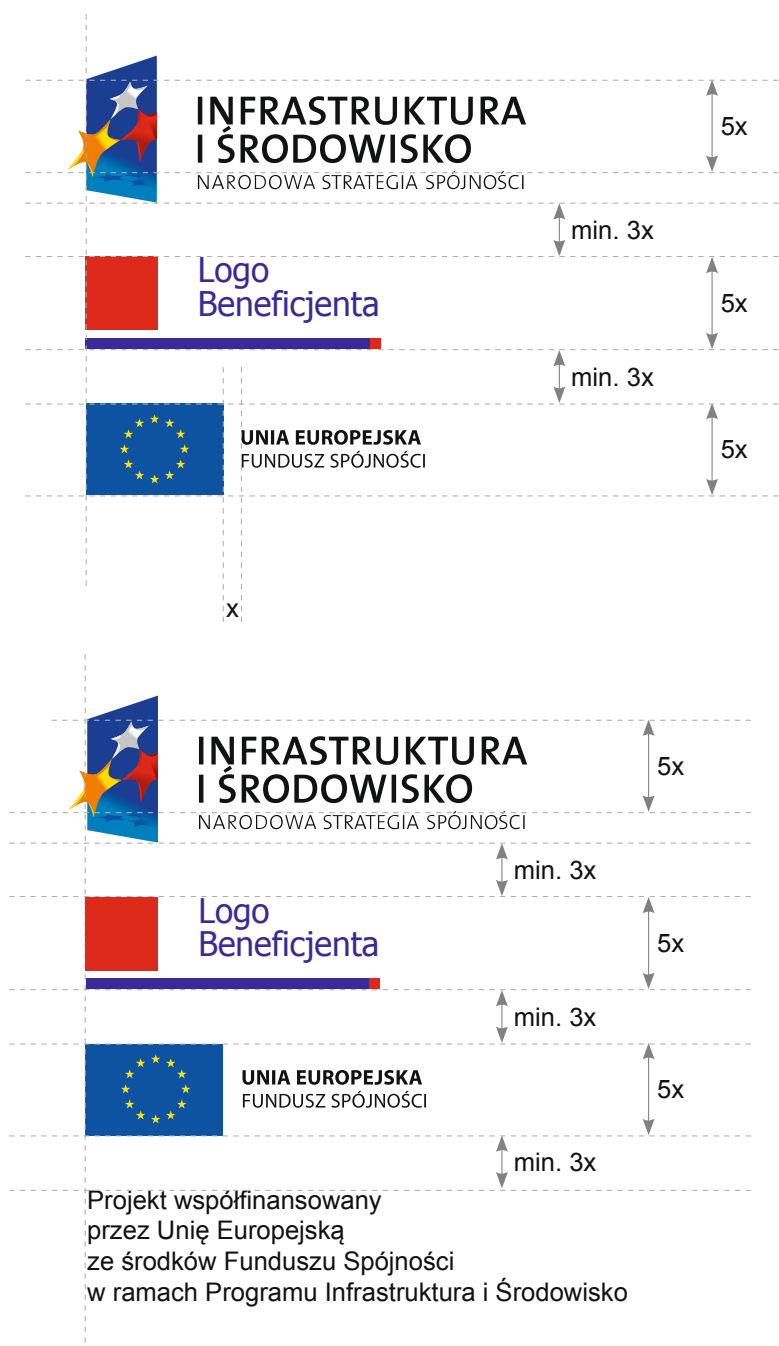 INFRASTRUKTURA
I ŚRODOWISKO
NARODOWA STRATEGIA SPÓJNOŚCI
5x
min. 3x
Logo
Beneficjenta
5x
min. 3x
UNIA EUROPEJSKA
FUNDUSZ SPÓJNOŚCI
5x
x
INFRASTRUKTURA
I ŚRODOWISKO
NARODOWA STRATEGIA SPÓJNOŚCI
5x
min. 3x
Logo
Beneficjenta
5x
min. 3x
UNIA EUROPEJSKA
FUNDUSZ SPÓJNOŚCI
5x
min. 3x
Projekt współfinansowany
przez Unię Europejską
ze środków Funduszu Spójności
w ramach Programu Infrastruktura i Środowisko